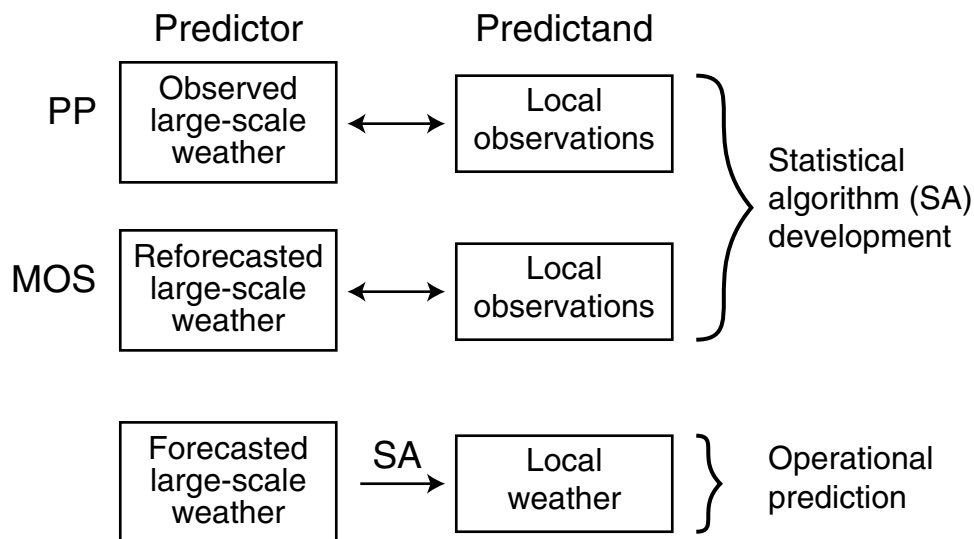 Predictor
Predictand
PP
Observed
large-scale
weather
Local
observations
Statistical
algorithm (SA)
development
MOS
Reforecasted
large-scale
weather
Local
observations
Forecasted
large-scale
weather
SA
Local
weather
Operational
prediction